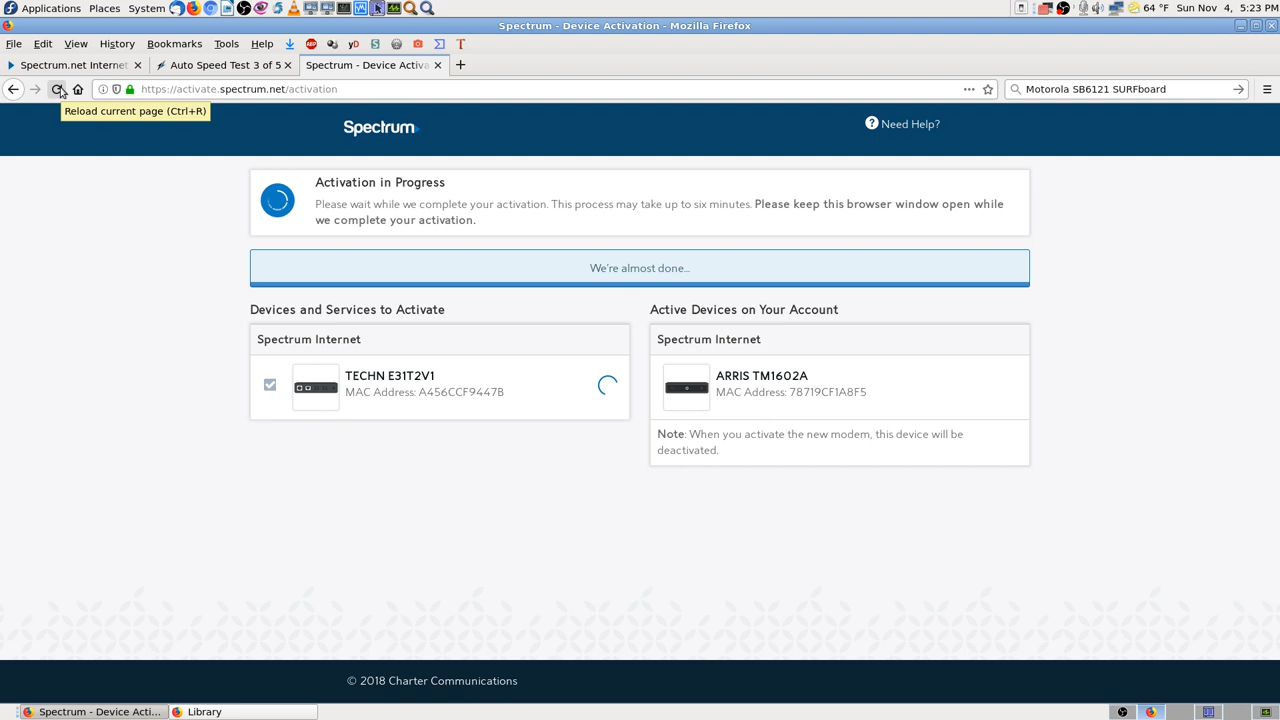 Applications Places System 64 °F Sun Nov 4, 5:23 PM
Spectrum - Device Activation - Mozilla Firefox
File Edit View History Bookmarks Tools Help
Spectrum.net Internet Auto Speed Test 3 of 5 Spectrum - Device Activa
https://activate.spectrum.net/activation Motorola SB6121 SURFboard
Reload current page (Ctrl+R)
Spectrum Need Help?
Activation in Progress
Please wait while we complete your activation. This process may take up to six minutes. Please keep this browser window open while
we complete your activation.
We're almost done...
Devices and Services to Activate
Spectrum Internet
TECHN E31T2V1
MAC Address: A456CCF9447B
Active Devices on Your Account
Spectrum Internet
ARRIS TM1602A
MAC Address: 78719CF1A8F5
Note: When you activate the new modem, this device will be
deactivated.
© 2018 Charter Communications
Spectrum - Device Acti... Library